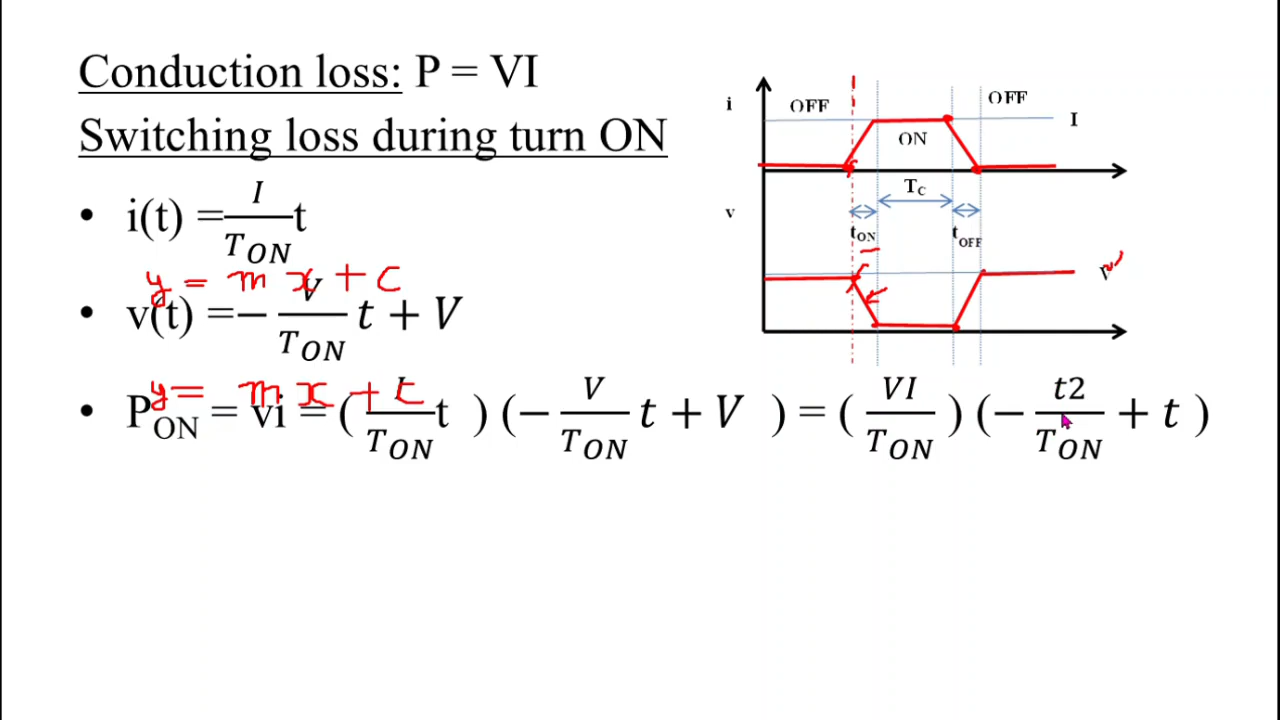 Conduction loss: P = VI
Switching loss during turn ON
• i(t) = I/T_ON t
y = m x + c
• v(t) = − V/T_ON t + V
y = m x + c
• P_ON = vi = ( I/T_ON t ) (− V/T_ON t + V ) = ( VI/T_ON ) (− t2/T_ON + t )
i
OFF
OFF
I
ON
T_C
v
t_ON
t_OFF
V